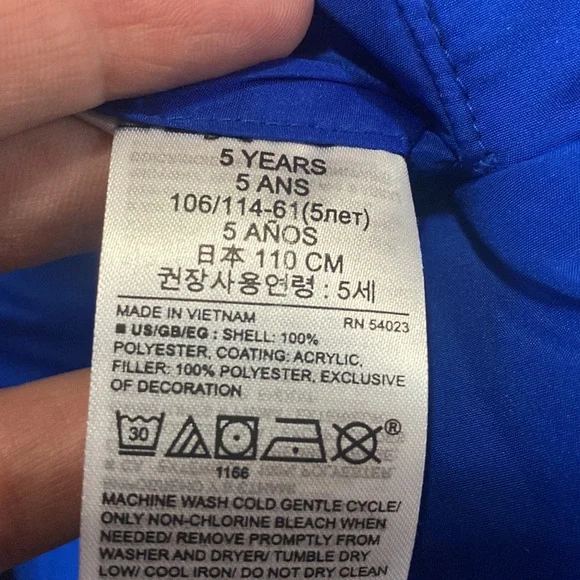 5 YEARS
5 ANS
106/114-61(5лет)
5 AÑOS
日本 110 CM
권장사용연령 : 5세
MADE IN VIETNAM RN 54023
■ US/GB/EG : SHELL: 100%
POLYESTER, COATING: ACRYLIC,
FILLER: 100% POLYESTER, EXCLUSIVE
OF DECORATION
30 ®
1166
MACHINE WASH COLD GENTLE CYCLE/
ONLY NON-CHLORINE BLEACH WHEN
NEEDED/ REMOVE PROMPTLY FROM
WASHER AND DRYER/ TUMBLE DRY
LOW/ COOL IRON/ DO NOT DRY CLEAN